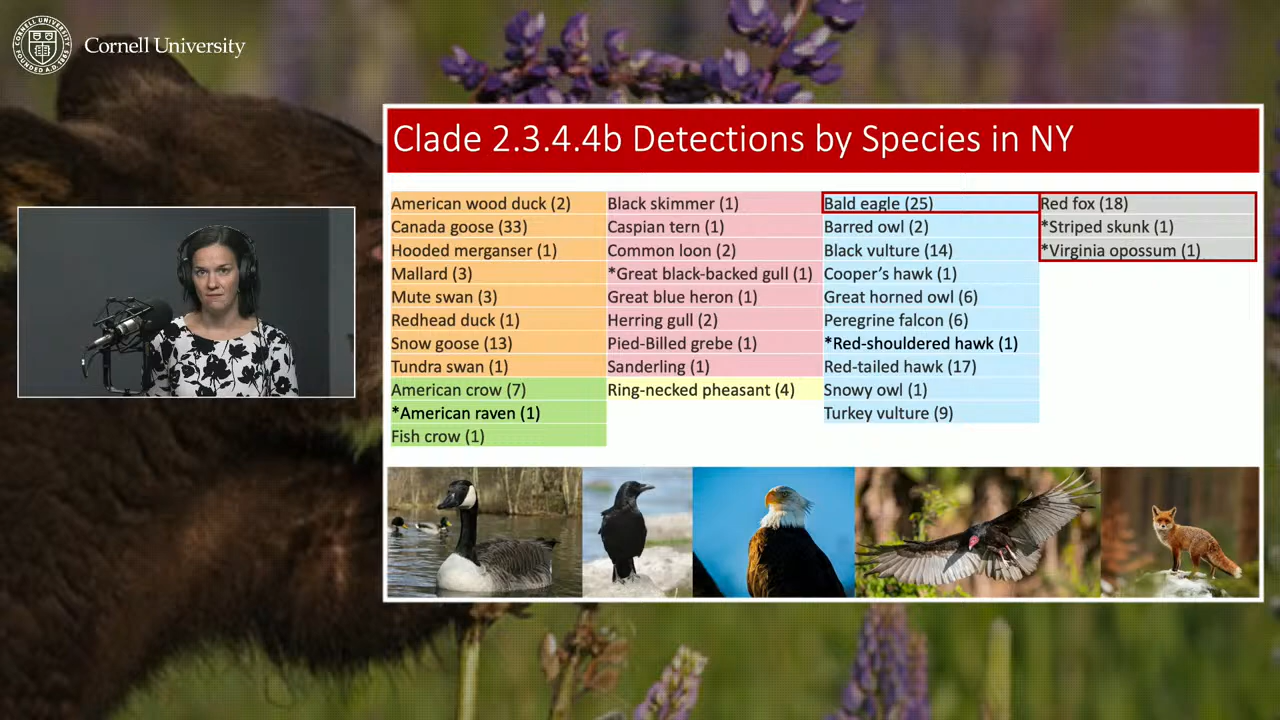 CORNELL UNIVERSITY
FOUNDED A.D. 1865
Cornell University
Clade 2.3.4.4b Detections by Species in NY
American wood duck (2)
Canada goose (33)
Hooded merganser (1)
Mallard (3)
Mute swan (3)
Redhead duck (1)
Snow goose (13)
Tundra swan (1)
American crow (7)
*American raven (1)
Fish crow (1)
Black skimmer (1)
Caspian tern (1)
Common loon (2)
*Great black-backed gull (1)
Great blue heron (1)
Herring gull (2)
Pied-Billed grebe (1)
Sanderling (1)
Ring-necked pheasant (4)
Bald eagle (25)
Barred owl (2)
Black vulture (14)
Cooper's hawk (1)
Great horned owl (6)
Peregrine falcon (6)
*Red-shouldered hawk (1)
Red-tailed hawk (17)
Snowy owl (1)
Turkey vulture (9)
Red fox (18)
*Striped skunk (1)
*Virginia opossum (1)